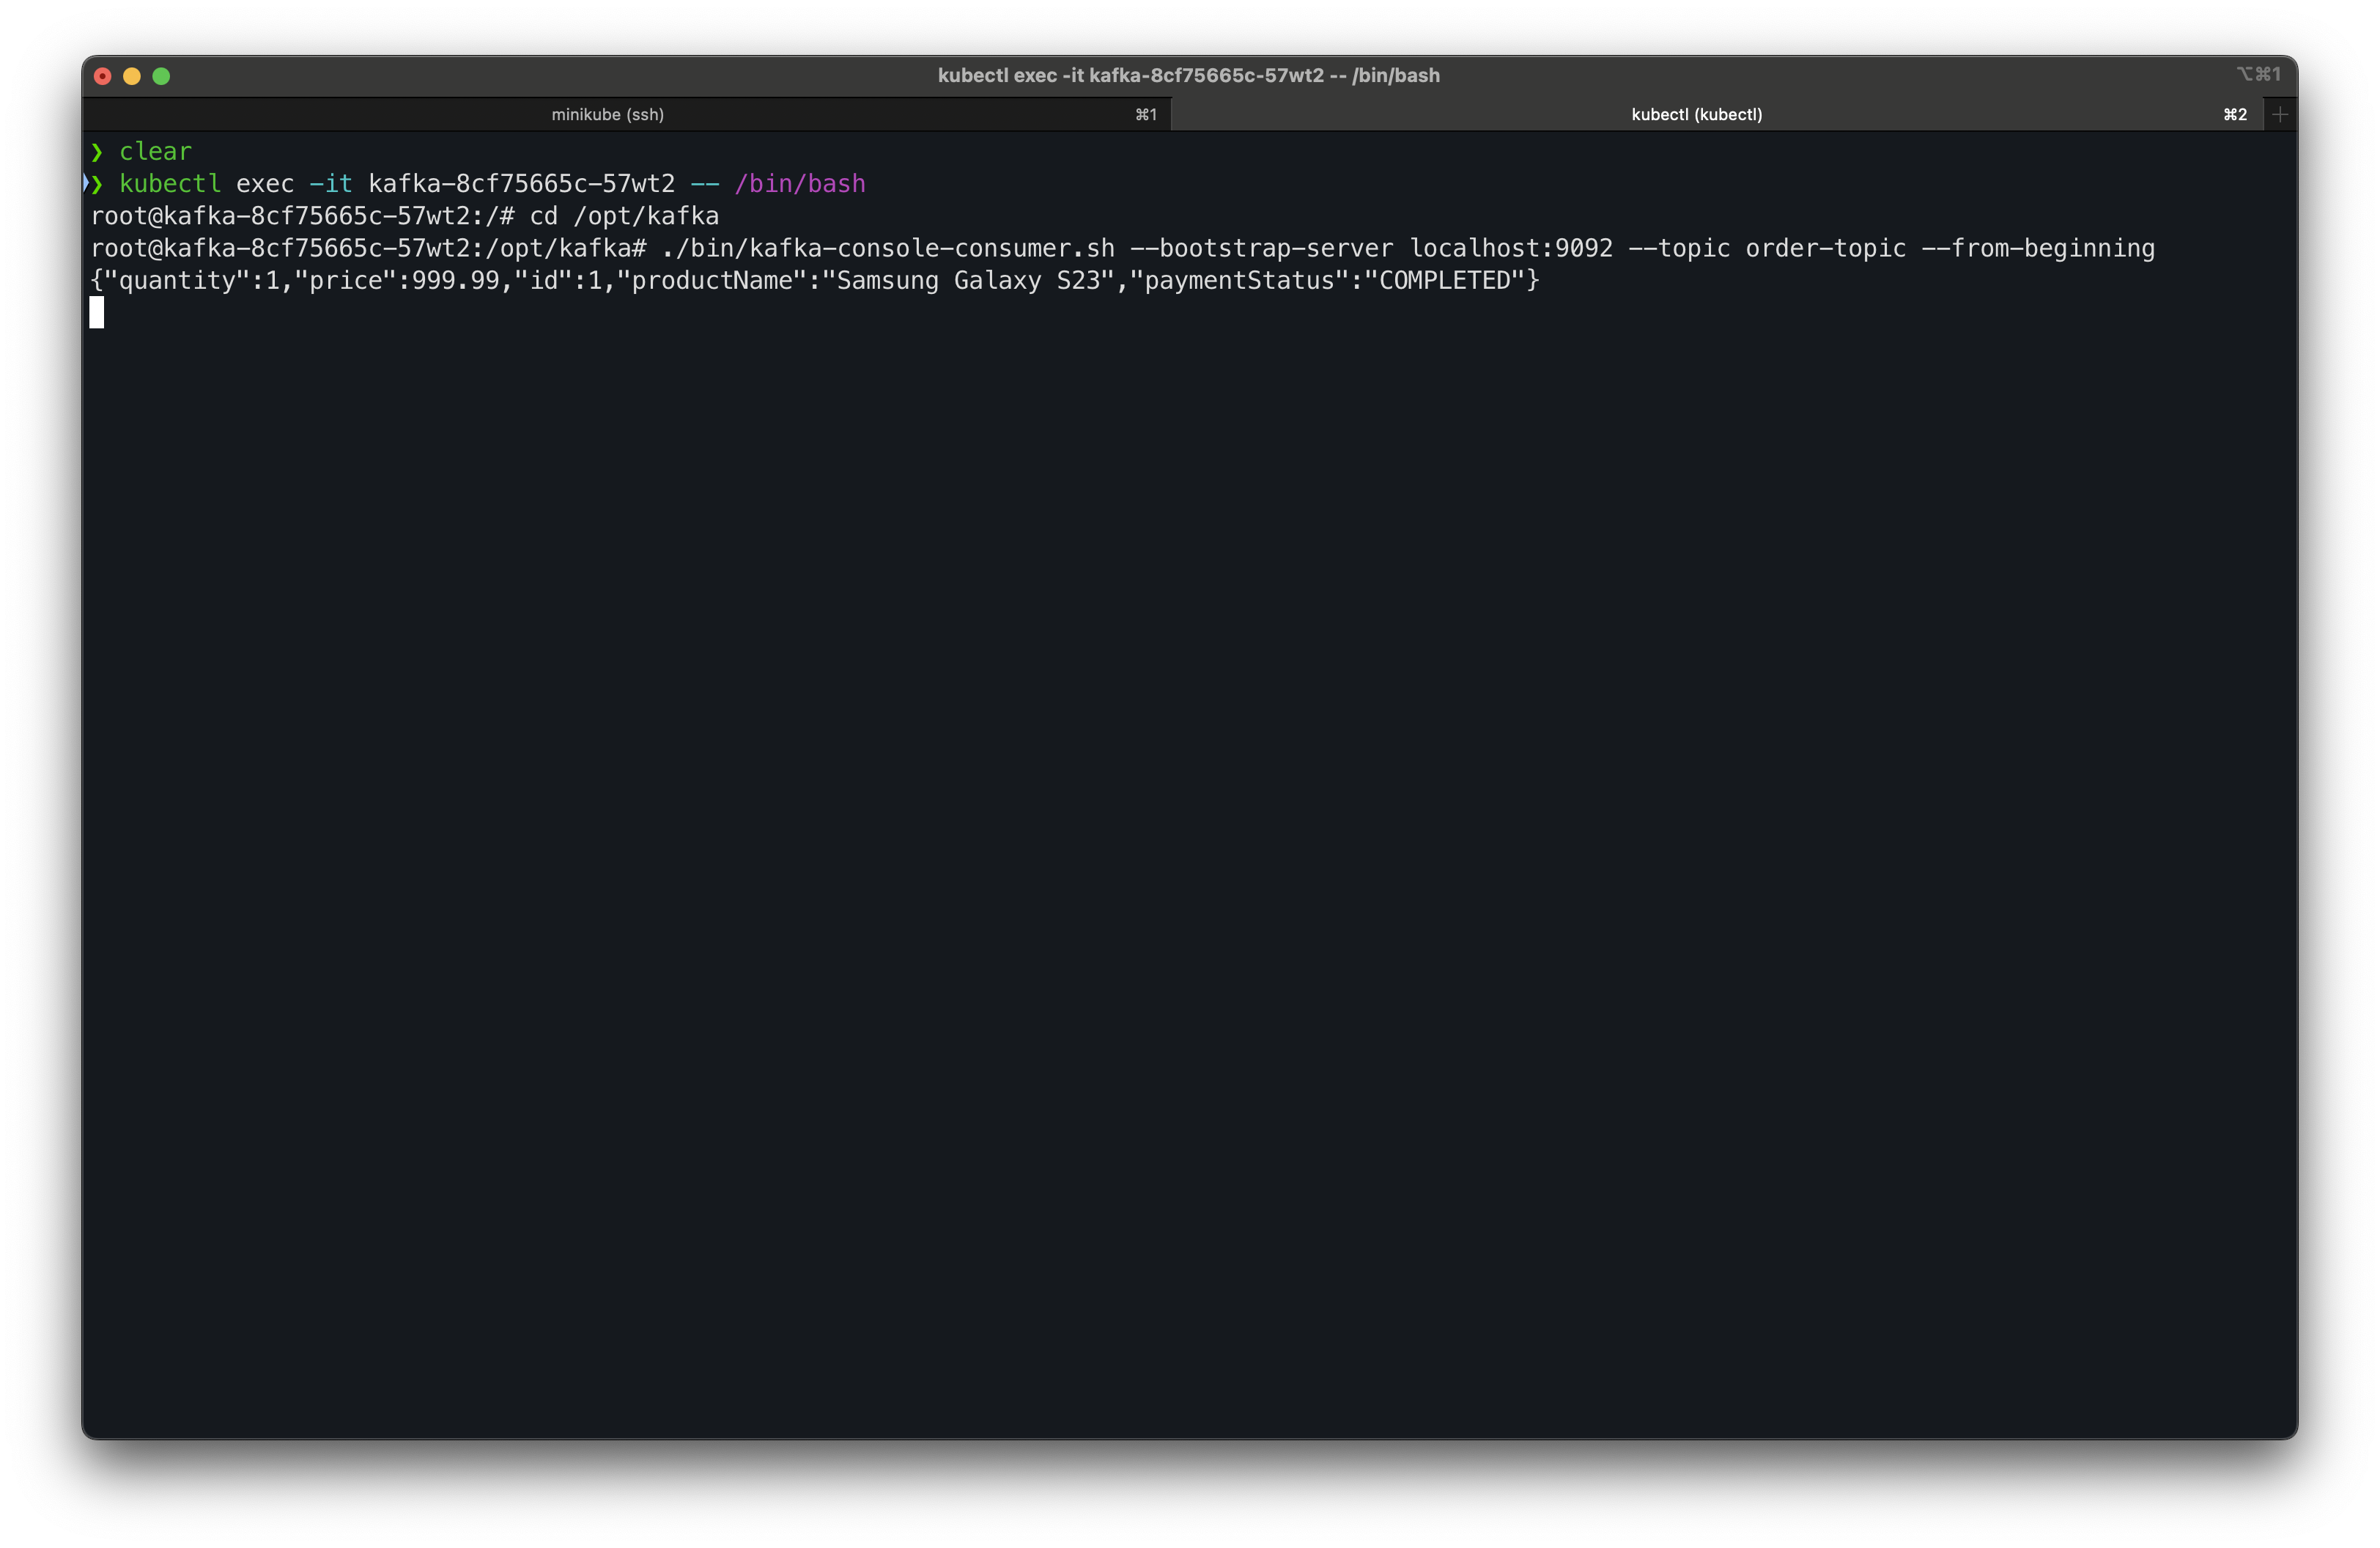 kubectl exec -it kafka-8cf75665c-57wt2 -- /bin/bash
⌥⌘1
minikube (ssh)
⌘1
kubectl (kubectl)
⌘2
+
❯ clear
❯ kubectl exec -it kafka-8cf75665c-57wt2 -- /bin/bash
root@kafka-8cf75665c-57wt2:/# cd /opt/kafka
root@kafka-8cf75665c-57wt2:/opt/kafka# ./bin/kafka-console-consumer.sh --bootstrap-server localhost:9092 --topic order-topic --from-beginning
{"quantity":1,"price":999.99,"id":1,"productName":"Samsung Galaxy S23","paymentStatus":"COMPLETED"}